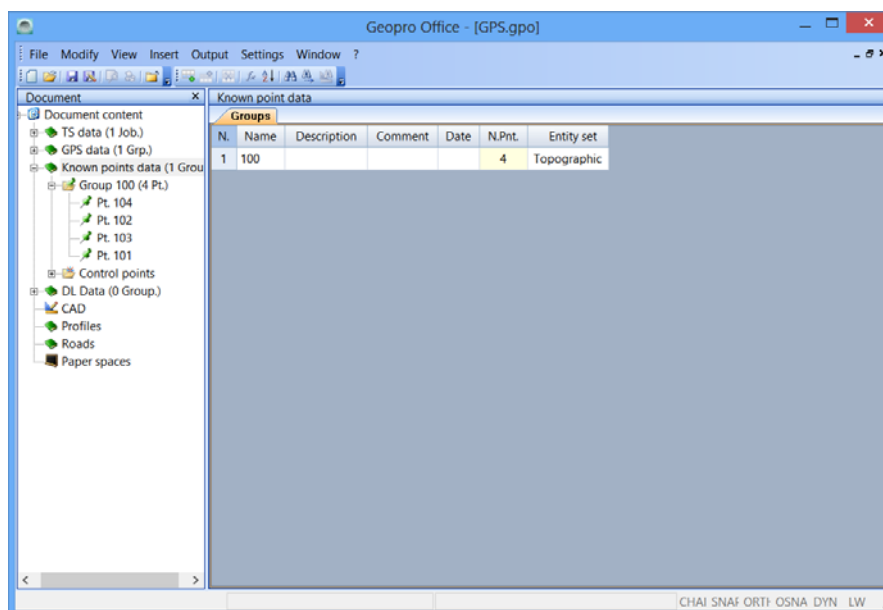 Geopro Office - [GPS.gpo]
File Modify View Insert Output Settings Window ?
Document
Known point data
Document content
TS data (1 Job.)
GPS data (1 Grp.)
Known points data (1 Grou
Group 100 (4 Pt.)
Pt. 104
Pt. 102
Pt. 103
Pt. 101
Control points
DL Data (0 Group.)
CAD
Profiles
Roads
Paper spaces
Groups
N. Name Description Comment Date N.Pnt. Entity set
1 100 4 Topographic
CHAI SNAF ORTH OSNA DYN LW